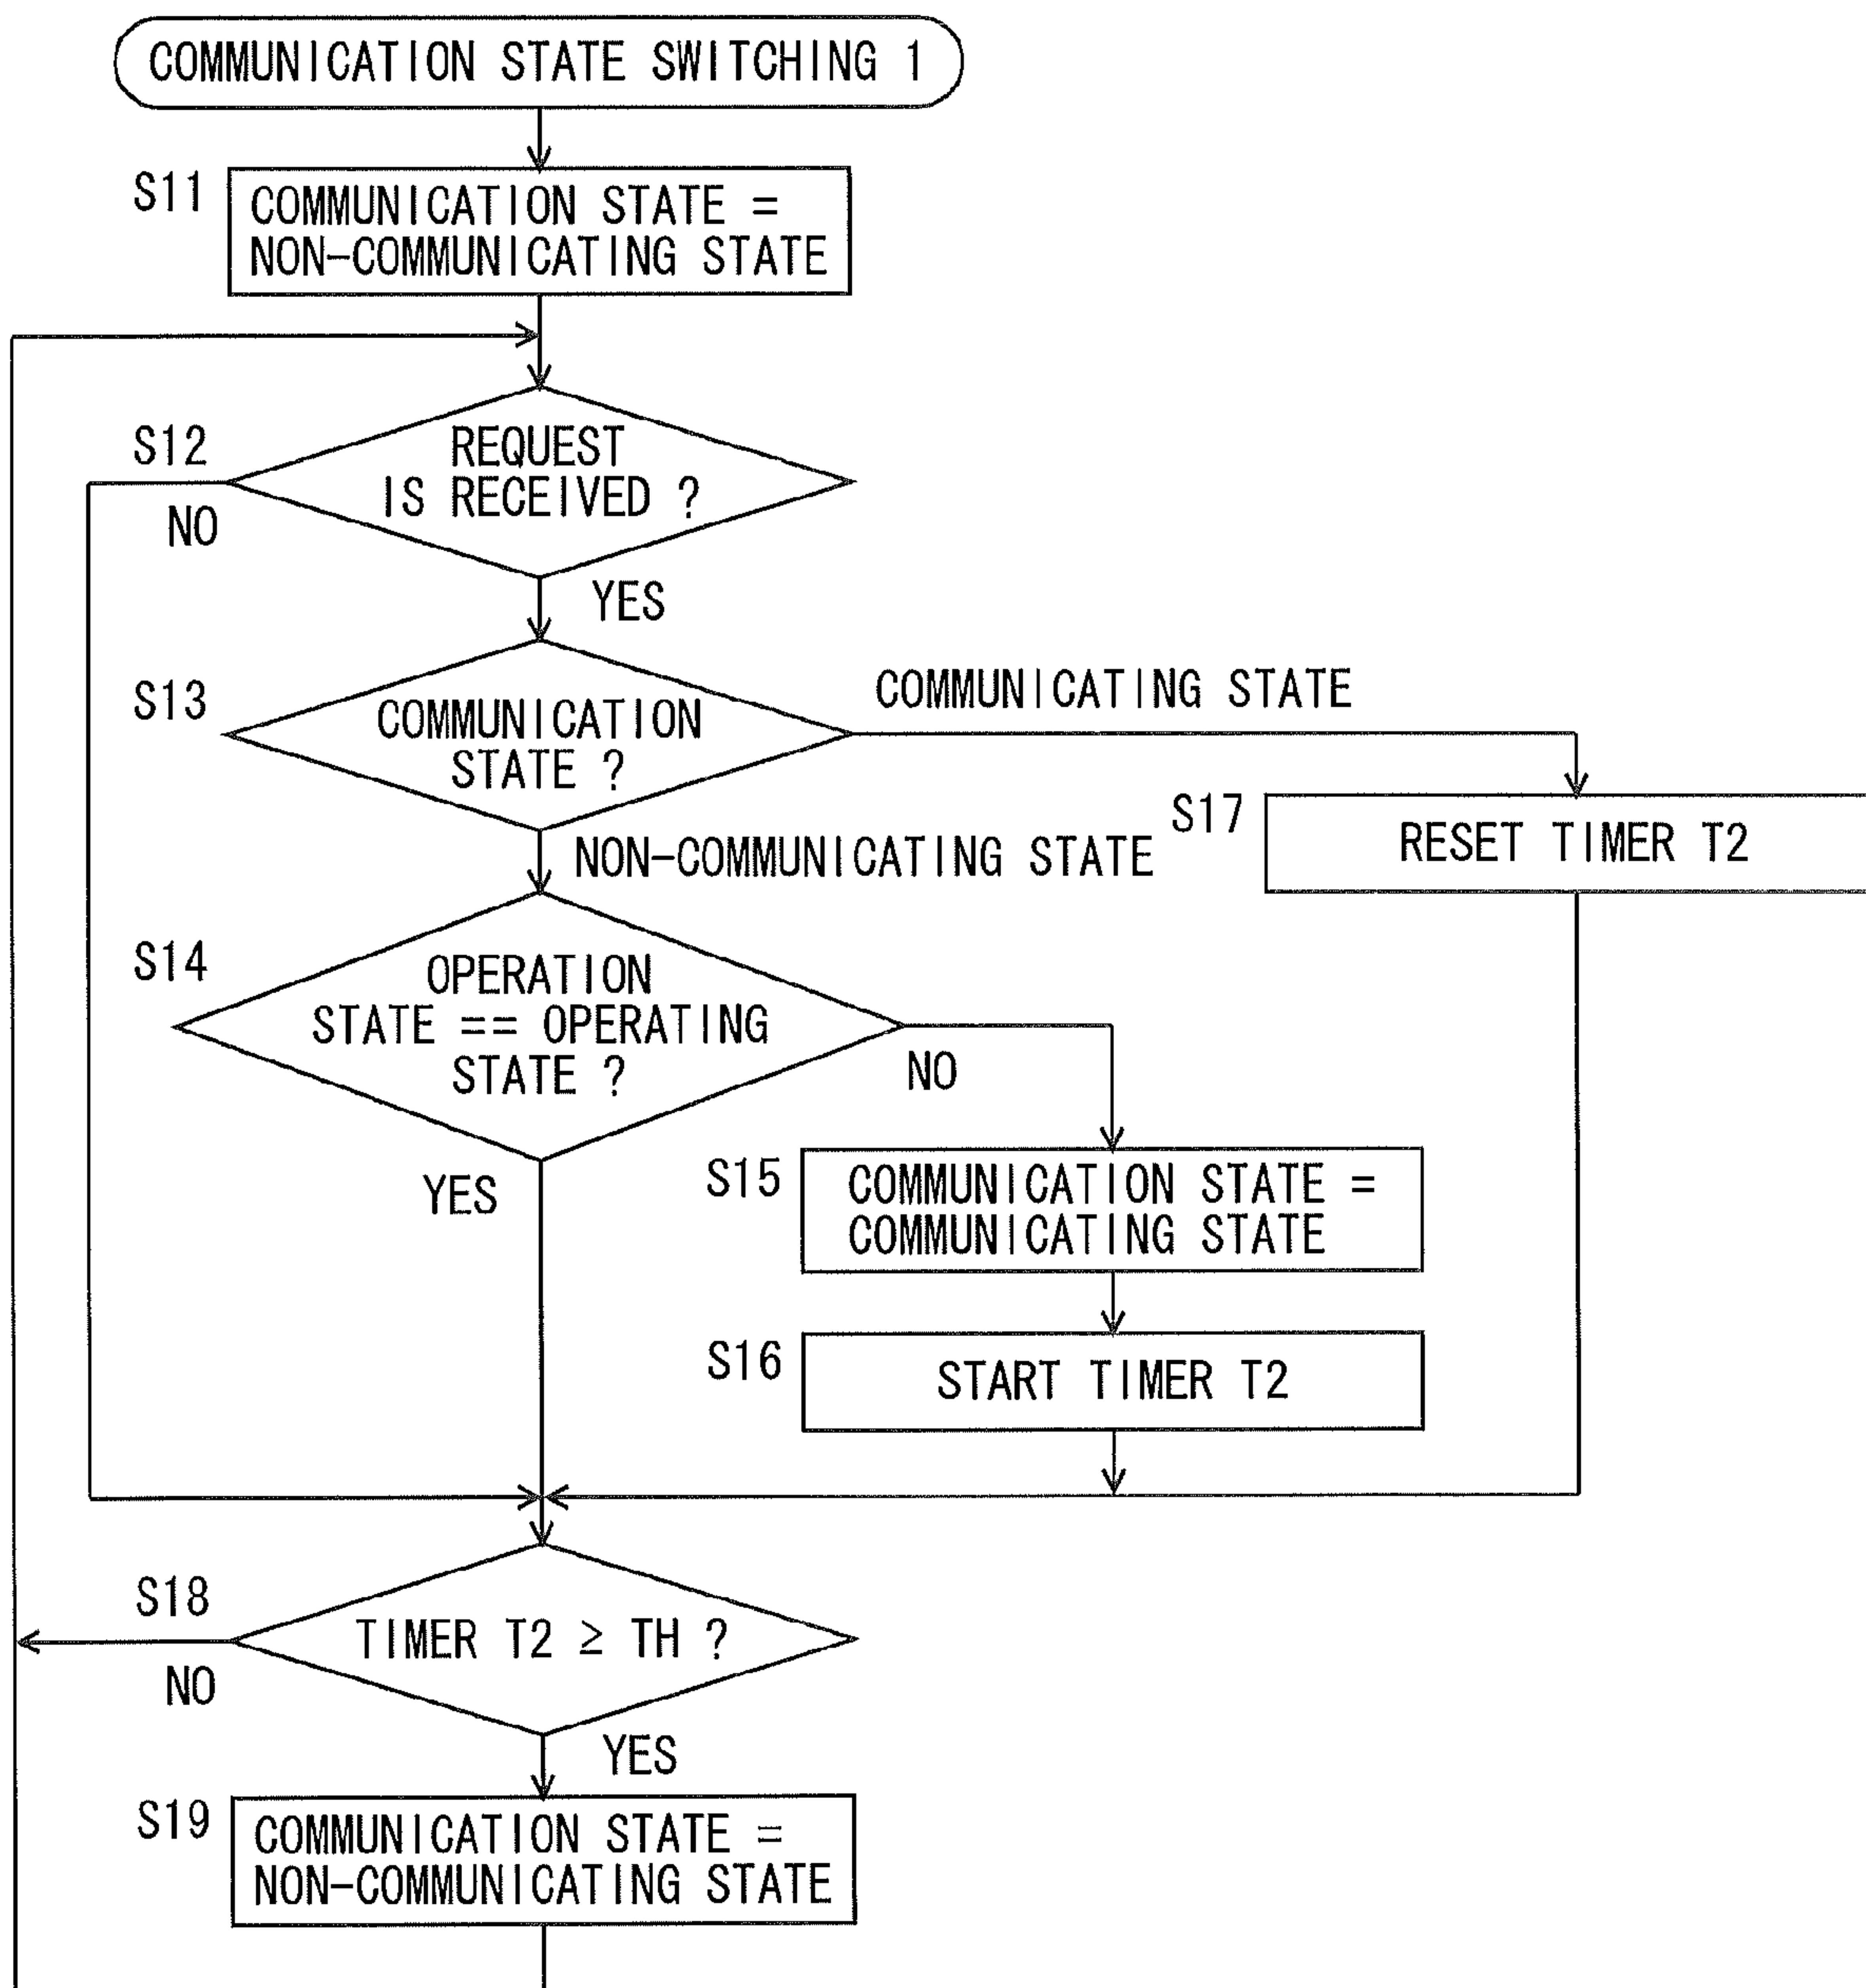 COMMUNICATION STATE SWITCHING 1
S11
COMMUNICATION STATE =
NON-COMMUNICATING STATE
S12
REQUEST
IS RECEIVED ?
NO
YES
S13
COMMUNICATION
STATE ?
COMMUNICATING STATE
NON-COMMUNICATING STATE
S17
RESET TIMER T2
S14
OPERATION
STATE == OPERATING
STATE ?
NO
YES
S15
COMMUNICATION STATE =
COMMUNICATING STATE
S16
START TIMER T2
S18
TIMER T2 ≥ TH ?
NO
YES
S19
COMMUNICATION STATE =
NON-COMMUNICATING STATE